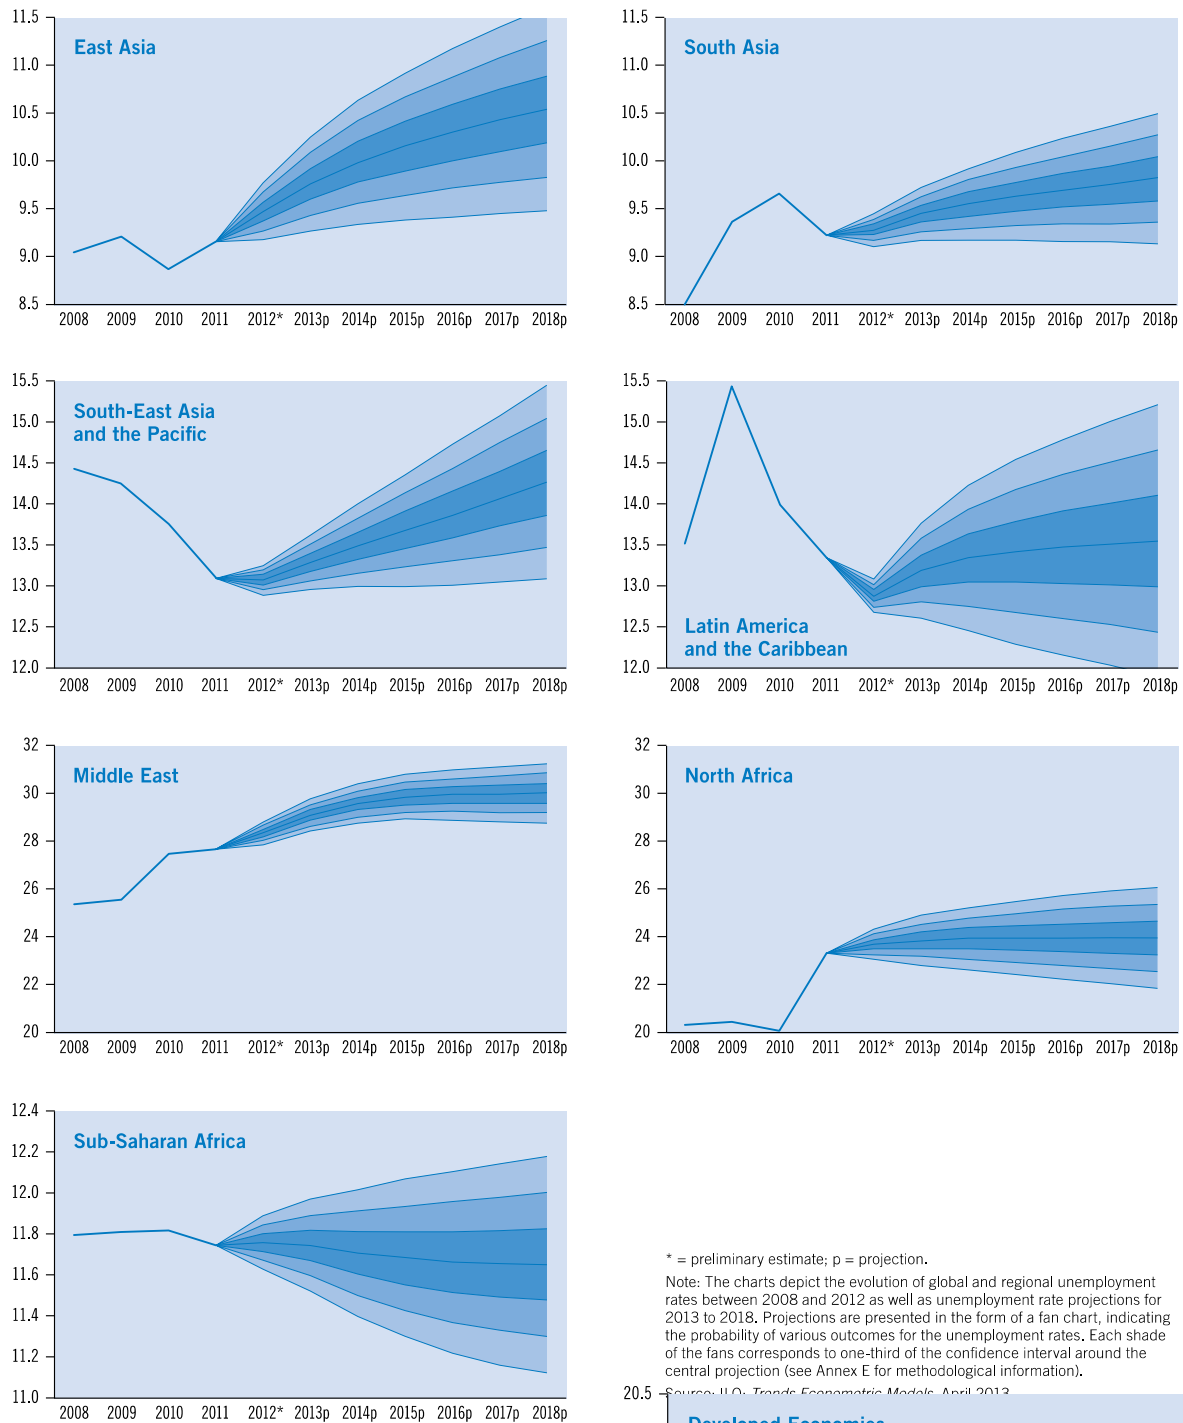 11.5
East Asia
11.0
10.5
10.0
9.5
9.0
8.5
2008 2009 2010 2011 2012* 2013p 2014p 2015p 2016p 2017p 2018p
11.5
South Asia
11.0
10.5
10.0
9.5
9.0
8.5
2008 2009 2010 2011 2012* 2013p 2014p 2015p 2016p 2017p 2018p
15.5
South-East Asia
and the Pacific
15.0
14.5
14.0
13.5
13.0
12.5
12.0
2008 2009 2010 2011 2012* 2013p 2014p 2015p 2016p 2017p 2018p
15.5
15.0
14.5
14.0
13.5
13.0
12.5
12.0
Latin America
and the Caribbean
2008 2009 2010 2011 2012* 2013p 2014p 2015p 2016p 2017p 2018p
32
Middle East
30
28
26
24
22
20
2008 2009 2010 2011 2012* 2013p 2014p 2015p 2016p 2017p 2018p
32
North Africa
30
28
26
24
22
20
2008 2009 2010 2011 2012* 2013p 2014p 2015p 2016p 2017p 2018p
12.4
Sub-Saharan Africa
12.2
12.0
11.8
11.6
11.4
11.2
11.0
2008 2009 2010 2011 2012* 2013p 2014p 2015p 2016p 2017p 2018p
* = preliminary estimate; p = projection.
Note: The charts depict the evolution of global and regional unemployment
rates between 2008 and 2012 as well as unemployment rate projections for
2013 to 2018. Projections are presented in the form of a fan chart, indicating
the probability of various outcomes for the unemployment rates. Each shade
of the fans corresponds to one-third of the confidence interval around the
central projection (see Annex E for methodological information).
Source: ILO: Trends Econometric Models, April 2013.
20.5
Developed Economies